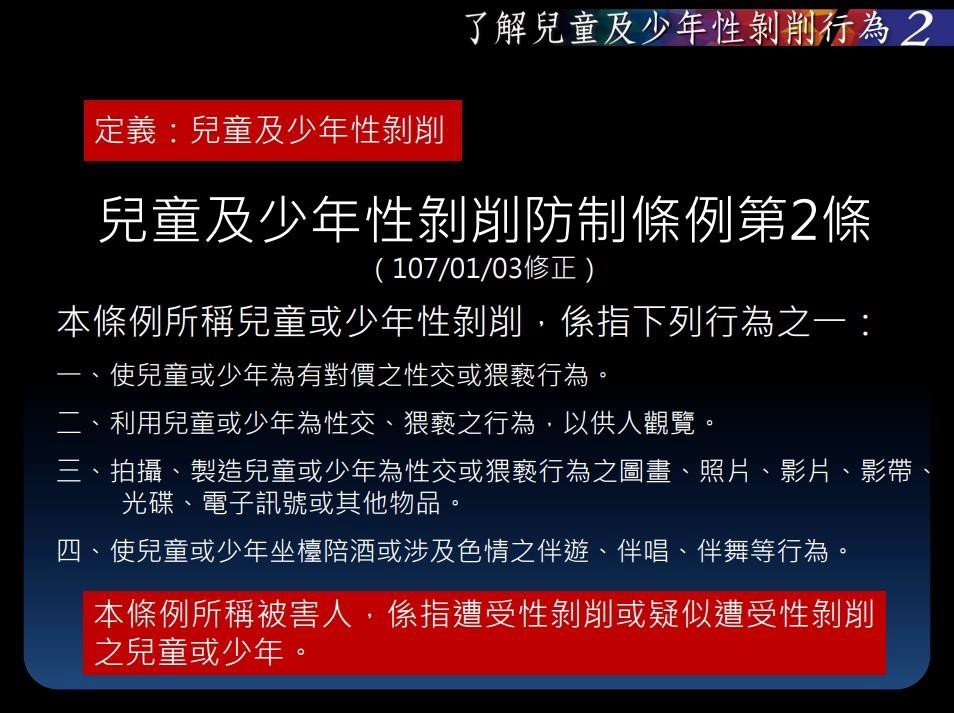 了解兒童及少年性剝削行為 2
定義：兒童及少年性剝削
兒童及少年性剝削防制條例第2條
（107/01/03修正）
本條例所稱兒童或少年性剝削，係指下列行為之一：
一、使兒童或少年為有對價之性交或猥褻行為。
二、利用兒童或少年為性交、猥褻之行為，以供人觀覽。
三、拍攝、製造兒童或少年為性交或猥褻行為之圖畫、照片、影片、影帶、
光碟、電子訊號或其他物品。
四、使兒童或少年坐檯陪酒或涉及色情之伴遊、伴唱、伴舞等行為。
本條例所稱被害人，係指遭受性剝削或疑似遭受性剝削
之兒童或少年。